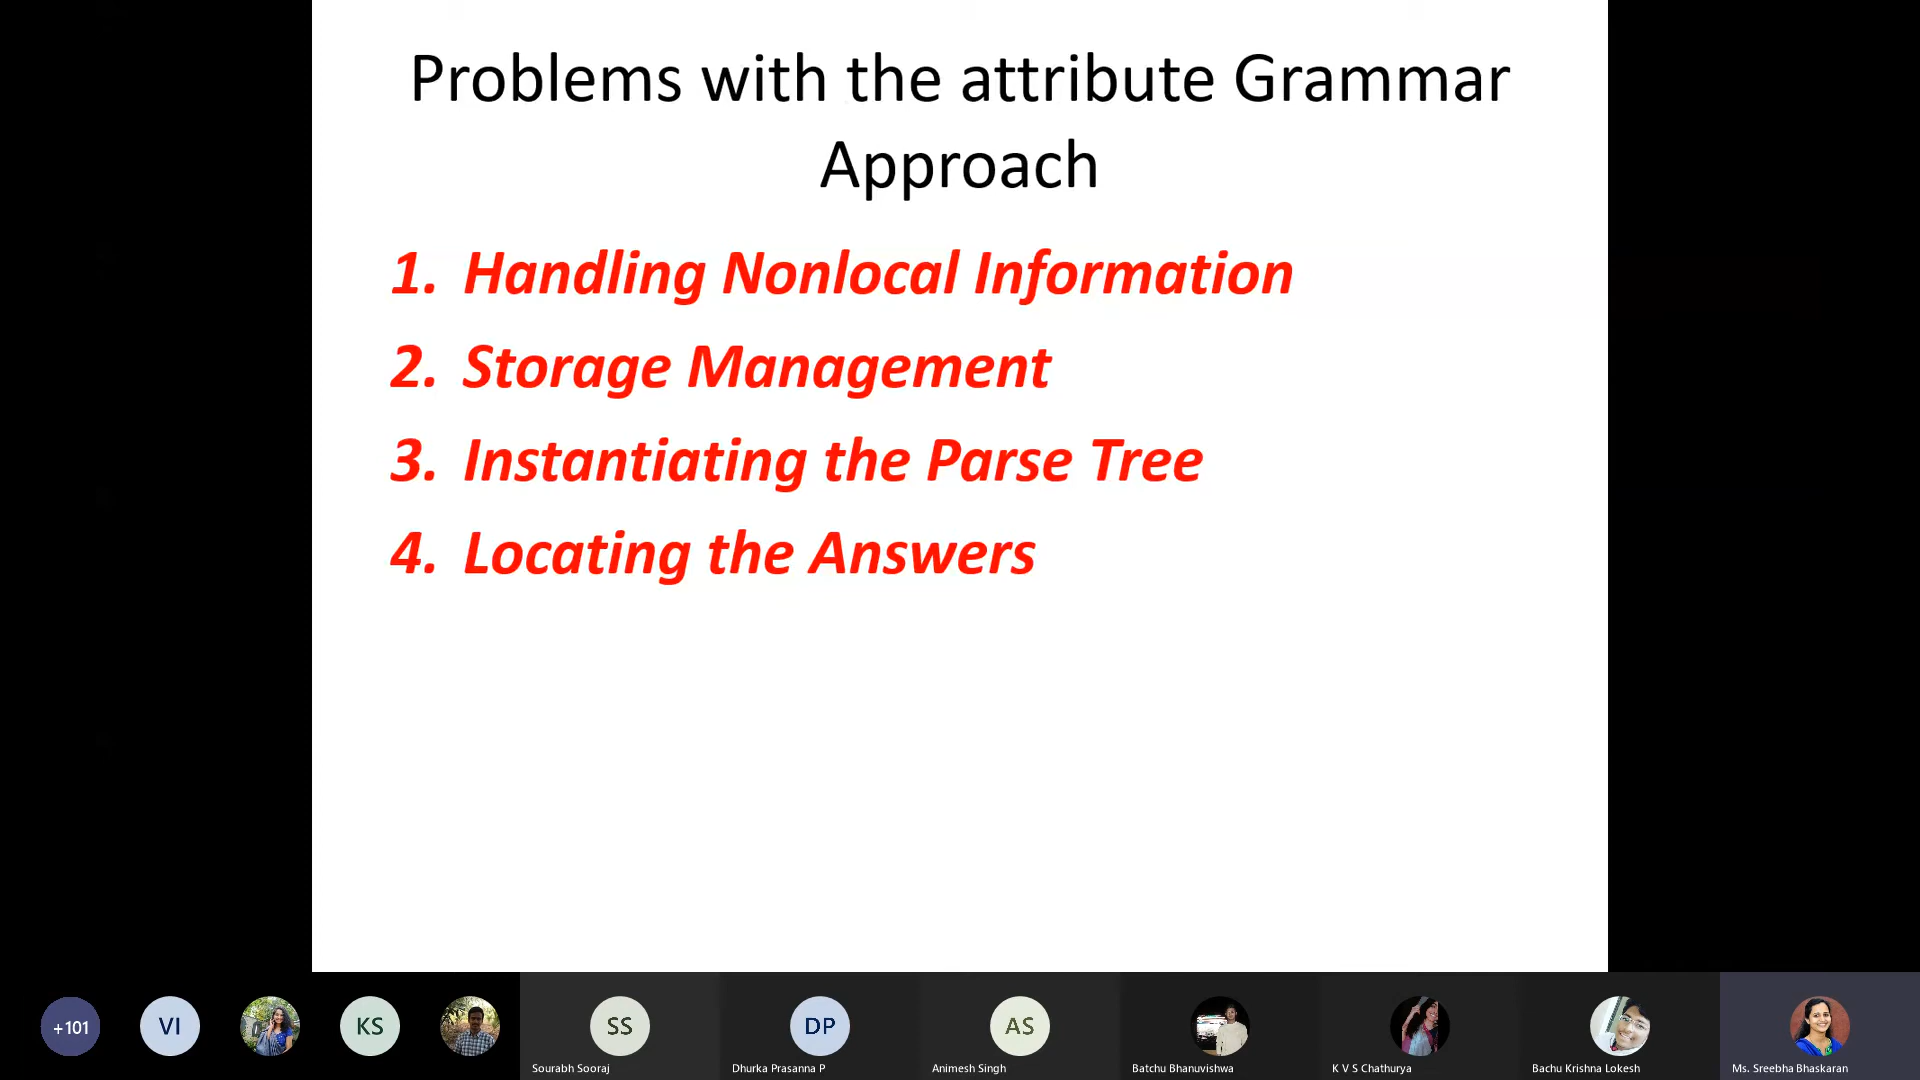 Problems with the attribute Grammar
Approach
1. Handling Nonlocal Information
2. Storage Management
3. Instantiating the Parse Tree
4. Locating the Answers
+101
VI
KS
SS
DP
AS
Sourabh Sooraj
Dhurka Prasanna P
Animesh Singh
Batchu Bhanuvishwa
K V S Chathurya
Bachu Krishna Lokesh
Ms. Sreebha Bhaskaran